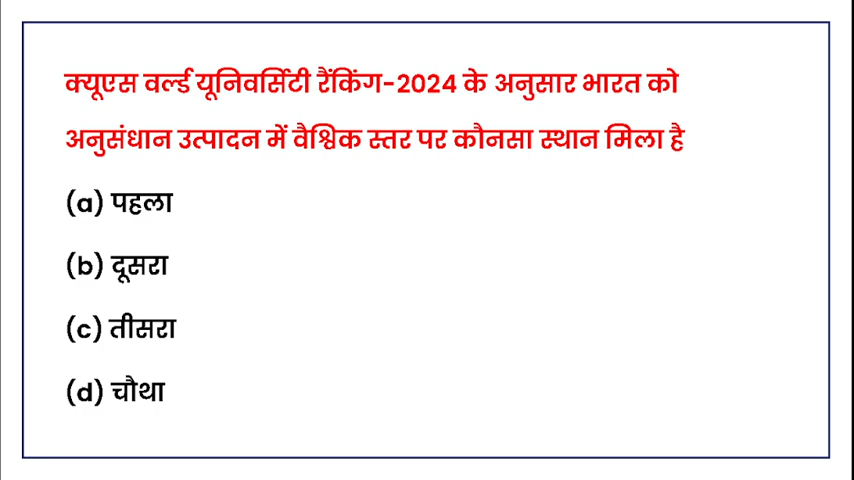 क्यूएस वर्ल्ड यूनिवर्सिटी रैंकिंग-2024 के अनुसार भारत को
अनुसंधान उत्पादन में वैश्विक स्तर पर कौनसा स्थान मिला है
(a) पहला
(b) दूसरा
(c) तीसरा
(d) चौथा